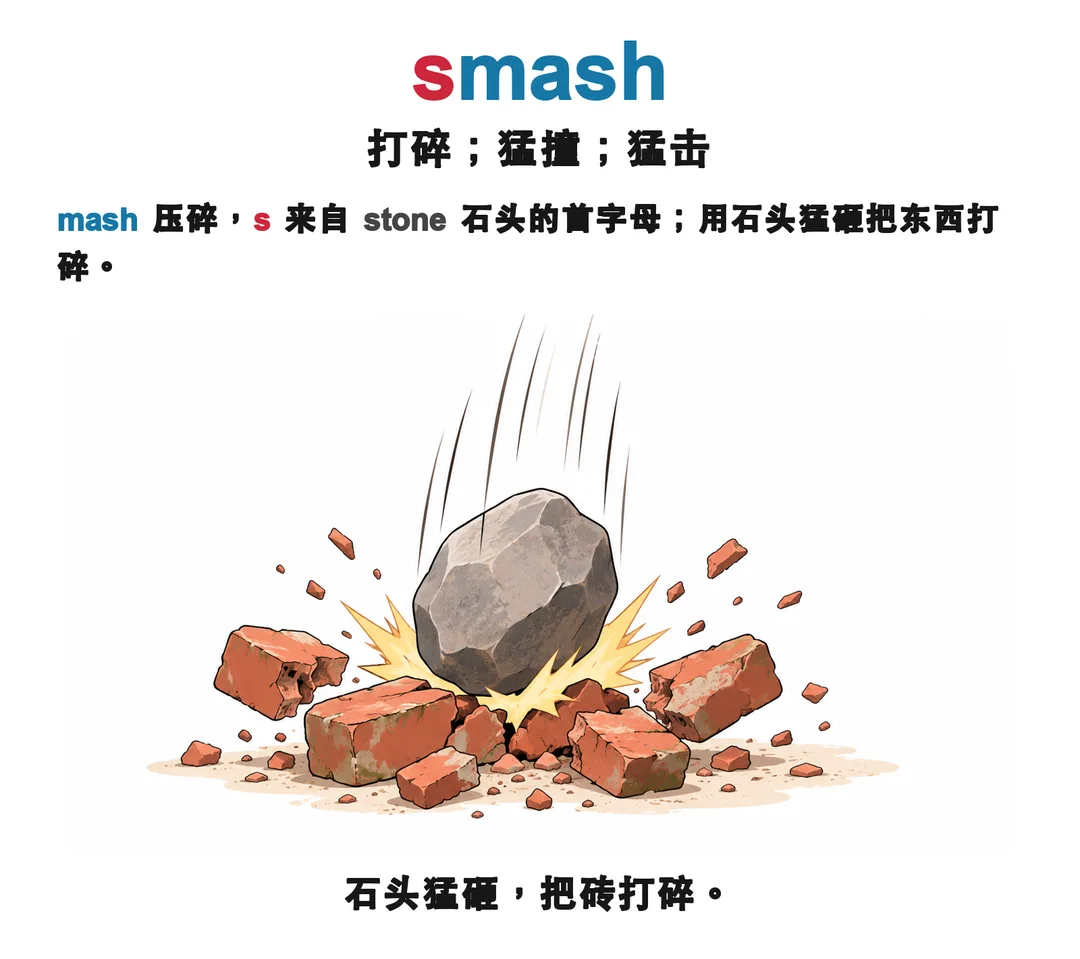 smash
打碎；猛撞；猛击
mash 压碎，s 来自 stone 石头的首字母；用石头猛砸把东西打
碎。
石头猛砸，把砖打碎。